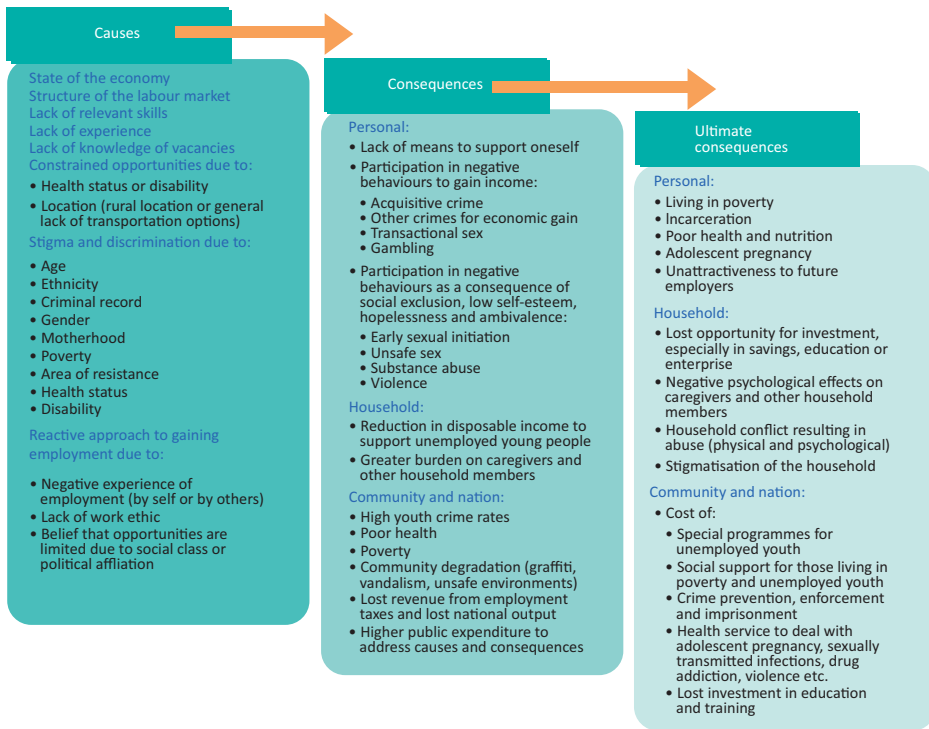 Causes
State of the economy
Structure of the labour market
Lack of relevant skills
Lack of experience
Lack of knowledge of vacancies
Constrained opportunities due to:
• Health status or disability
• Location (rural location or general
lack of transportation options)
Stigma and discrimination due to:
• Age
• Ethnicity
• Criminal record
• Gender
• Motherhood
• Poverty
• Area of resistance
• Health status
• Disability
Reactive approach to gaining
employment due to:
• Negative experience of
employment (by self or by others)
• Lack of work ethic
• Belief that opportunities are
limited due to social class or
political affliation
Consequences
Personal:
• Lack of means to support oneself
• Participation in negative
behaviours to gain income:
• Acquisitive crime
• Other crimes for economic gain
• Transactional sex
• Gambling
• Participation in negative
behaviours as a consequence of
social exclusion, low self-esteem,
hopelessness and ambivalence:
• Early sexual initiation
• Unsafe sex
• Substance abuse
• Violence
Household:
• Reduction in disposable income to
support unemployed young people
• Greater burden on caregivers and
other household members
Community and nation:
• High youth crime rates
• Poor health
• Poverty
• Community degradation (graffiti,
vandalism, unsafe environments)
• Lost revenue from employment
taxes and lost national output
• Higher public expenditure to
address causes and consequences
Ultimate
consequences
Personal:
• Living in poverty
• Incarceration
• Poor health and nutrition
• Adolescent pregnancy
• Unattractiveness to future
employers
Household:
• Lost opportunity for investment,
especially in savings, education or
enterprise
• Negative psychological effects on
caregivers and other household
members
• Household conflict resulting in
abuse (physical and psychological)
• Stigmatisation of the household
Community and nation:
• Cost of:
• Special programmes for
unemployed youth
• Social support for those living in
poverty and unemployed youth
• Crime prevention, enforcement
and imprisonment
• Health service to deal with
adolescent pregnancy, sexually
transmitted infections, drug
addiction, violence etc.
• Lost investment in education
and training